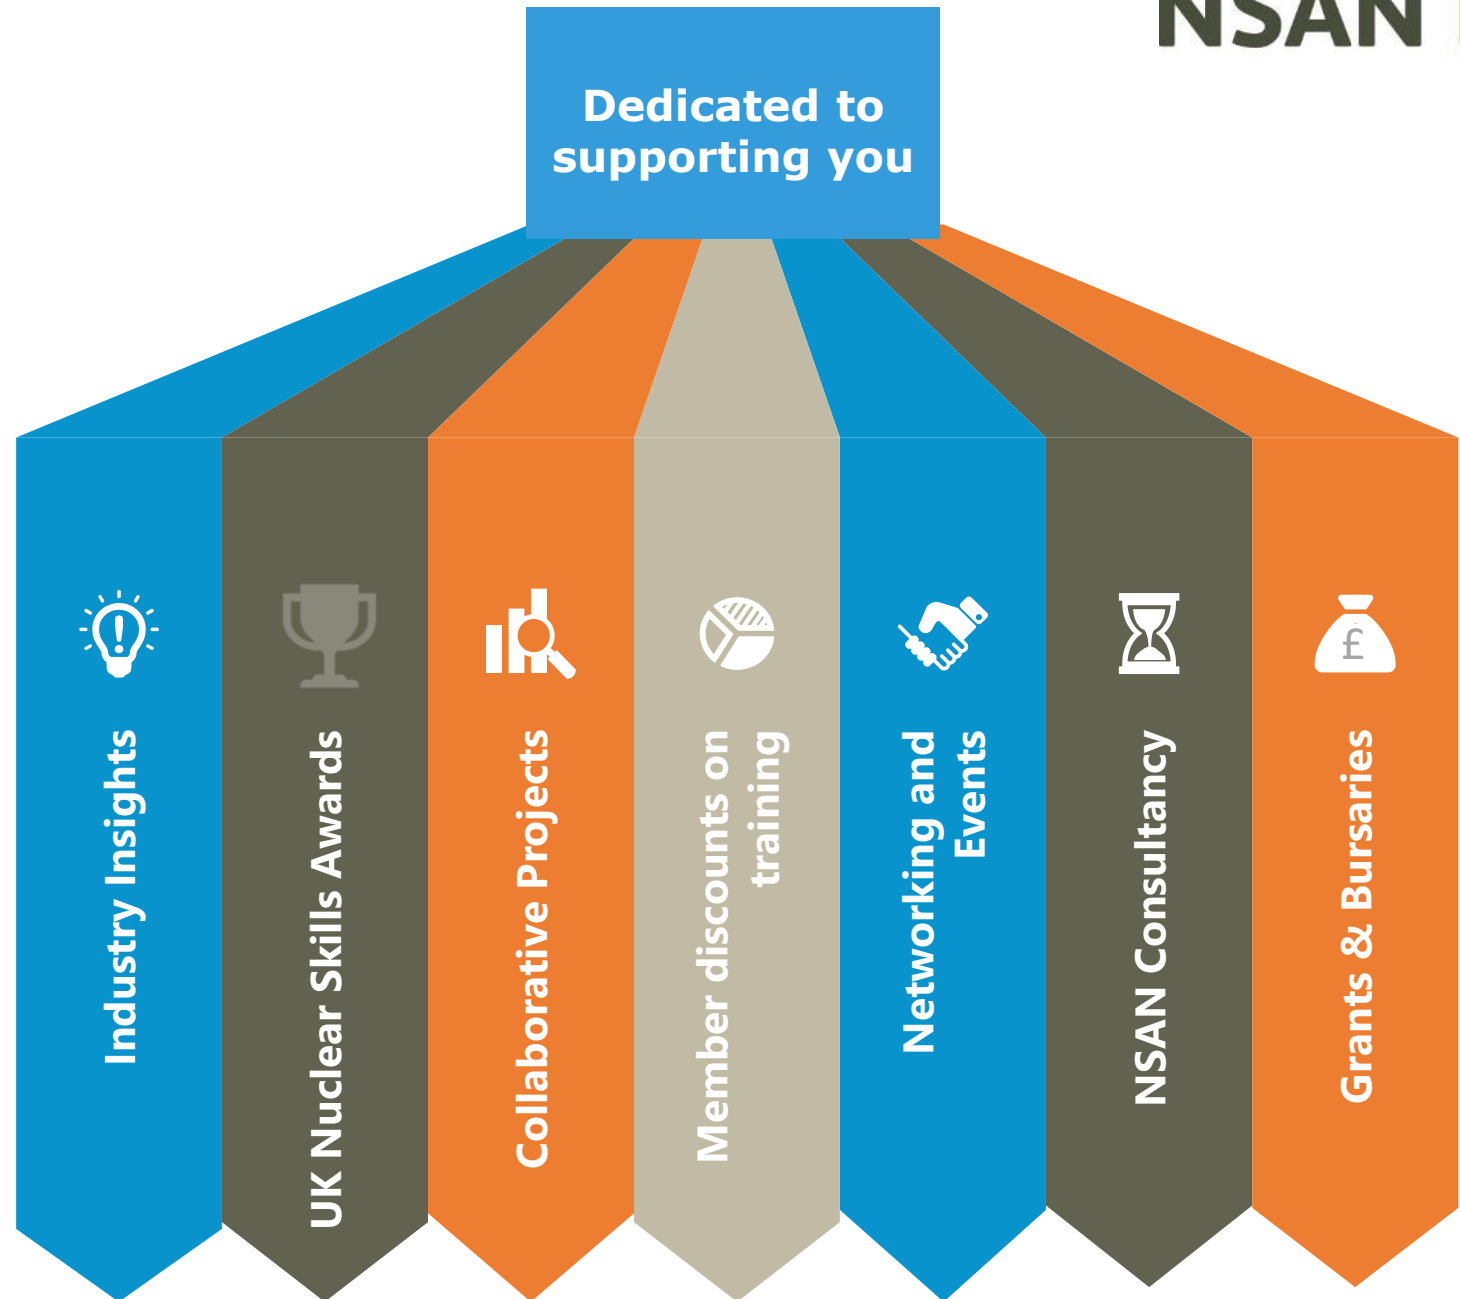 NSAN
Dedicated to
supporting you
Industry Insights
UK Nuclear Skills Awards
Collaborative Projects
Member discounts on
training
Networking and
Events
NSAN Consultancy
£
Grants & Bursaries